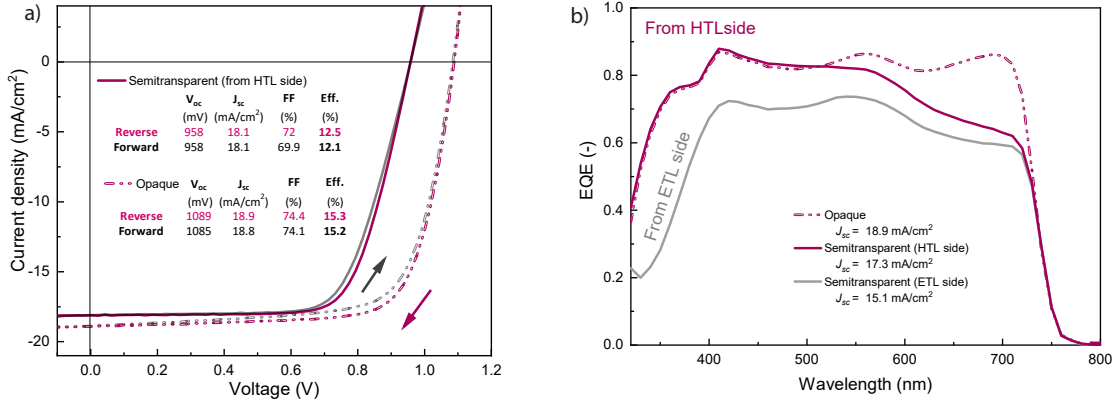 a)
Current density (mA/cm²)
0
-5
-10
-15
-20
Semitransparent (from HTL side)
Voc Jsc FF Eff.
(mV) (mA/cm²) (%) (%)
Reverse 958 18.1 72 12.5
Forward 958 18.1 69.9 12.1
Opaque Voc Jsc FF Eff.
(mV) (mA/cm²) (%) (%)
Reverse 1089 18.9 74.4 15.3
Forward 1085 18.8 74.1 15.2
0.0 0.2 0.4 0.6 0.8 1.0 1.2
Voltage (V)
b)
EQE (-)
1.0
0.8
0.6
0.4
0.2
0.0
From HTLside
From ETL side
Opaque
Jsc = 18.9 mA/cm²
Semitransparent (HTL side)
Jsc = 17.3 mA/cm²
Semitransparent (ETL side)
Jsc = 15.1 mA/cm²
400 500 600 700 800
Wavelength (nm)